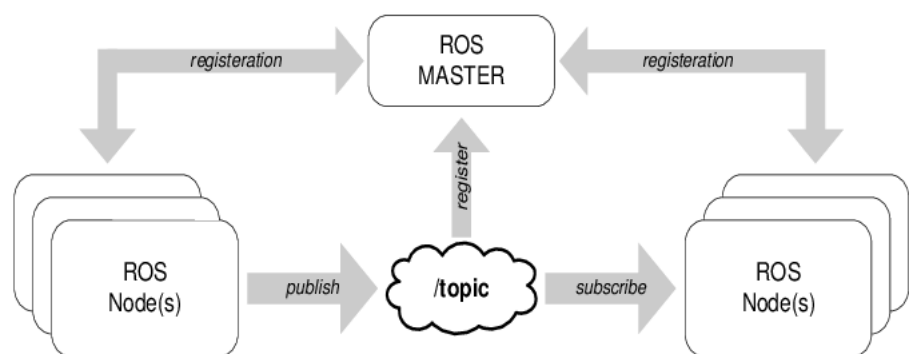 ROS
MASTER
registeration
registeration
register
ROS
Node(s)
publish
/topic
subscribe
ROS
Node(s)